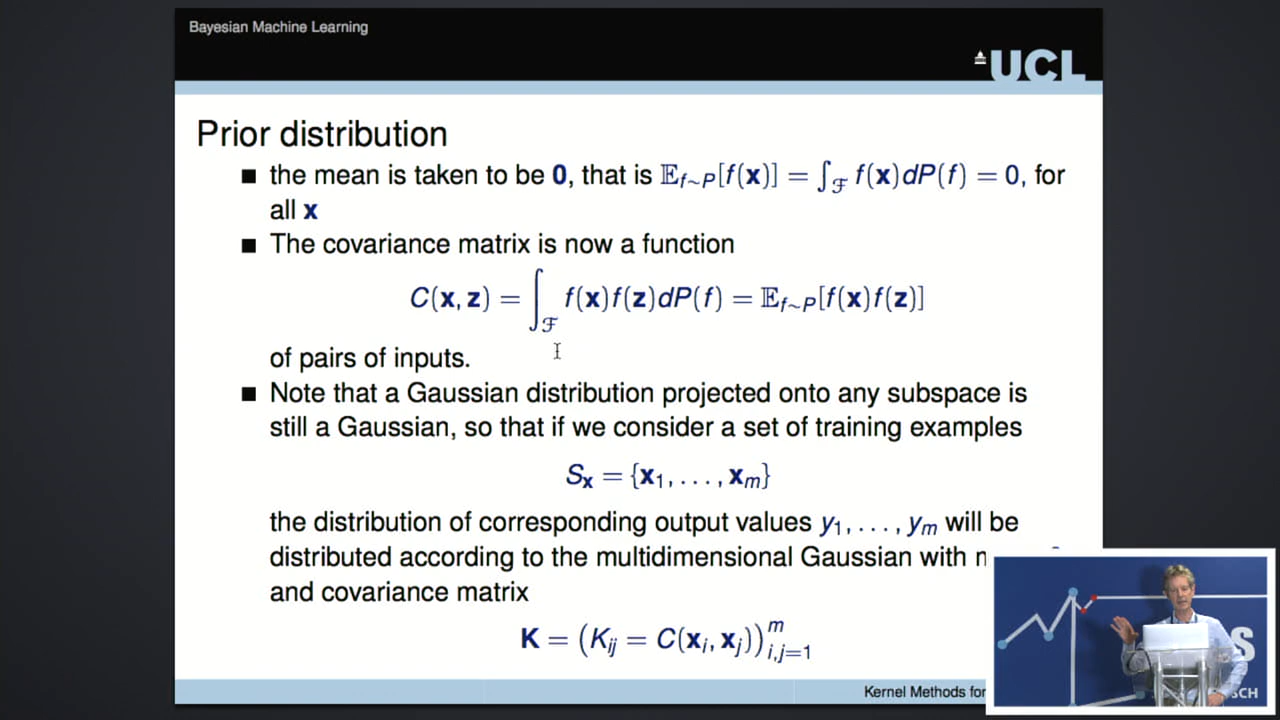 Bayesian Machine Learning
UCL
Prior distribution
the mean is taken to be 0, that is 𝔼_{f∼P}[f(x)] = ∫_ℱ f(x)dP(f) = 0, for
all x
The covariance matrix is now a function
C(x, z) = ∫_ℱ f(x)f(z)dP(f) = 𝔼_{f∼P}[f(x)f(z)]
of pairs of inputs.
Note that a Gaussian distribution projected onto any subspace is
still a Gaussian, so that if we consider a set of training examples
S_x = {x_1, . . . , x_m}
the distribution of corresponding output values y_1, . . . , y_m will be
distributed according to the multidimensional Gaussian with
and covariance matrix
K = (K_{ij} = C(x_i, x_j))^m_{i,j=1}
Kernel Methods for